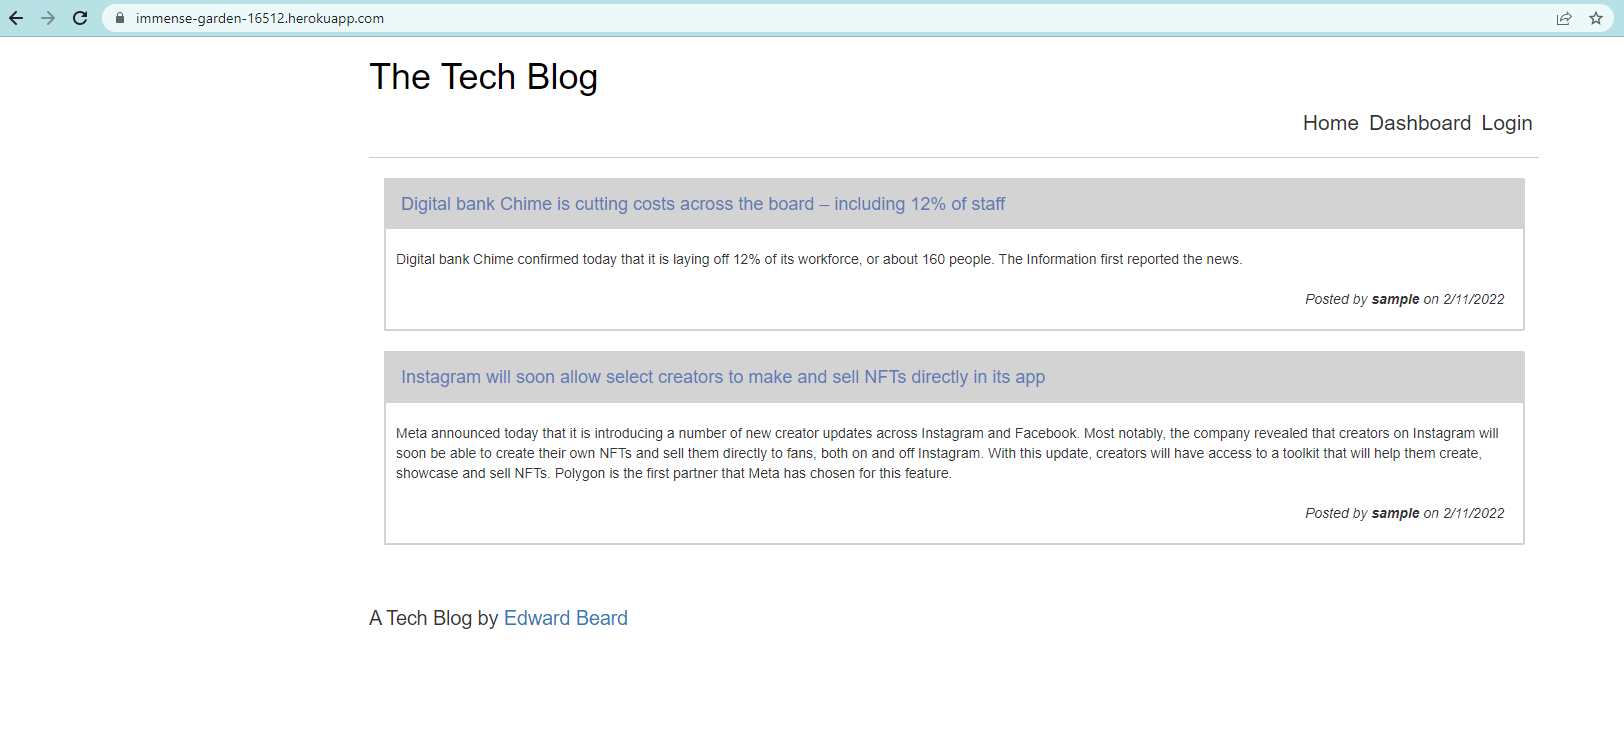 immense-garden-16512.herokuapp.com
The Tech Blog
Home Dashboard Login
Digital bank Chime is cutting costs across the board – including 12% of staff
Digital bank Chime confirmed today that it is laying off 12% of its workforce, or about 160 people. The Information first reported the news.
Posted by sample on 2/11/2022
Instagram will soon allow select creators to make and sell NFTs directly in its app
Meta announced today that it is introducing a number of new creator updates across Instagram and Facebook. Most notably, the company revealed that creators on Instagram will
soon be able to create their own NFTs and sell them directly to fans, both on and off Instagram. With this update, creators will have access to a toolkit that will help them create,
showcase and sell NFTs. Polygon is the first partner that Meta has chosen for this feature.
Posted by sample on 2/11/2022
A Tech Blog by Edward Beard